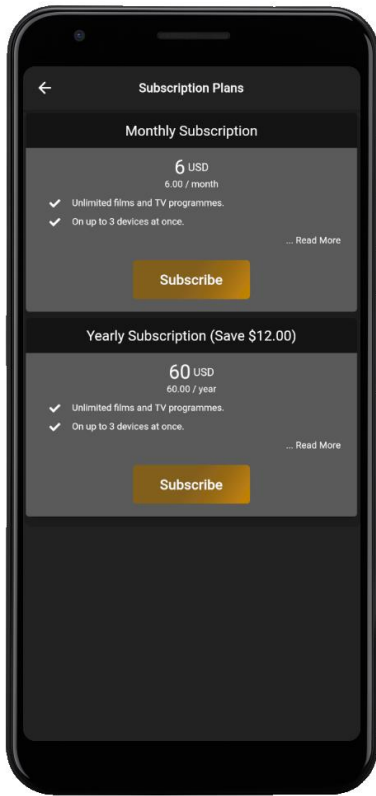 Subscription Plans
Monthly Subscription
6 USD
6.00 / month
Unlimited films and TV programmes.
On up to 3 devices at once.
... Read More
Subscribe
Yearly Subscription (Save $12.00)
60 USD
60.00 / year
Unlimited films and TV programmes.
On up to 3 devices at once.
... Read More
Subscribe